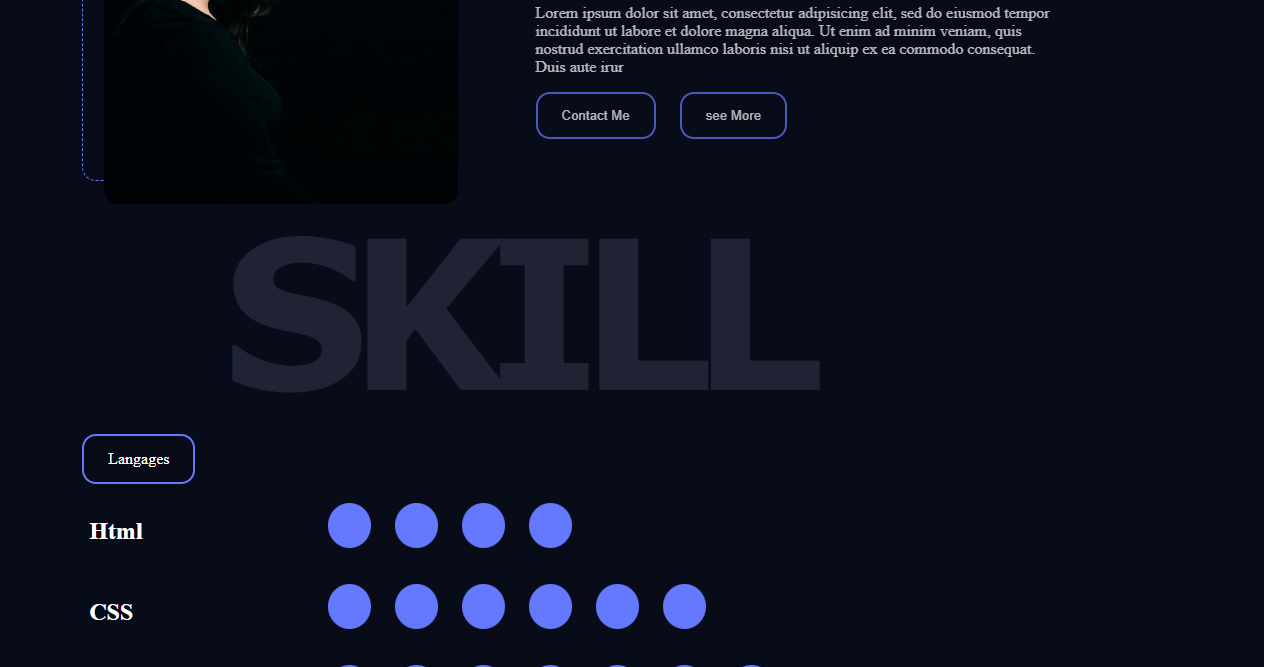 Lorem ipsum dolor sit amet, consectetur adipisicing elit, sed do eiusmod tempor
incididunt ut labore et dolore magna aliqua. Ut enim ad minim veniam, quis
nostrud exercitation ullamco laboris nisi ut aliquip ex ea commodo consequat.
Duis aute irur
Contact Me
see More
SKILL
Langages
Html
CSS